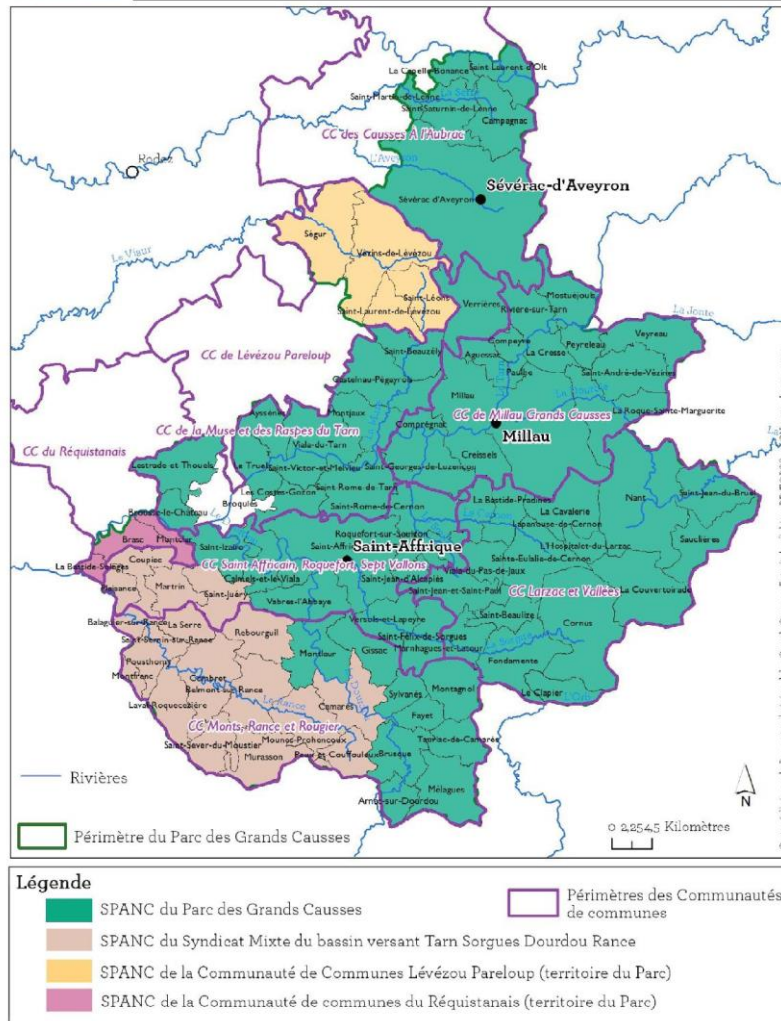 La Capelle-Bonance
Saint Laurent d'Olt
La Serre
Saint-Martin-de-Lenne
Saint-Saturnin-de-Lenne
Campagnac
CC des Causses A l'Aubrac
Rodez
L'Aveyron
Sévérac-d'Aveyron
Sévérac d'Aveyron
Ségur
Le Viaur
Vézins-de-Lévézou
Saint-Léons
Saint-Laurent-de-Lévézou
Verrières
Mostuéjouls
Rivière-sur-Tarn
La Jonte
CC de Lévézou Pareloup
Saint-Beauzély
Compeyre
Peyreleau
Veyreau
Aguessac
La Cresse
Paulhe
Saint-André-de-Vézines
Castelnau-Pégayrols
Millau
La Dourbie
CC du Réquistanais
CC de la Muse et des Raspes du Tarn
Ayssènes
Montjaux
CC de Millau Grands Causses
La Roque-Sainte-Marguerite
Viala-du-Tarn
Comprégnac
Millau
Lestrade et Thouels
Le Truel
Saint-Victor-et-Melvieu
Saint-Georges-de-Luzençon
Creissels
Les Costes-Gozon
Saint Rome-de-Tarn
Broquiès
Saint-Rome-de-Cernon
La Bastide-Pradines
Nant
Saint-Jean-du-Bruel
Brousse-le-Château
La Cavalerie
Lapanouse-de-Cernon
Roquefort-sur-Soulzon
Brasc
Montclar
Saint-Izaire
Saint-Affrique
L'Hospitalet-du-Larzac
Sauclières
La Bastide-Solages
Coupiac
CC Saint Affricain, Roquefort, Sept Vallons
Sainte-Eulalie-de-Cernon
Calmels-et-le-Viala
Saint-Jean-d'Alcapiès
Viala-du-Pas-de-Jaux
Martrin
Saint-Juéry
Saint-Jean-et-Saint-Paul
CC Larzac et Vallées
La Couvertoirade
Vabres-l'Abbaye
Saint-Beaulize
Balaguier-sur-Rance
La Serre
Versols-et-Lapeyre
Cornus
Saint-Sernin-sur-Rance
Rebourguil
Saint-Félix-de-Sorgues
Gissac
Marnhagues-et-Latour
Montlaur
Fondamente
Pousthomy
Montfranc
Combret
Belmont sur Rance
Sylvanès
Montagnol
Le Clapier
L'Orb
Laval-Roquecezière
Le Rance
Camarès
Fayet
CC Monts, Rance et Rougier
Tauriac-de-Camarès
Mounes-Prohencoux
Saint-Sever-du-Moustier
Peux-et-Couffouleux
Brusque
Murasson
Mélagues
Arnac-sur-Dourdou
Rivières
N
Périmètre du Parc des Grands Causses
0 2,254,5 Kilomètres
Légende
SPANC du Parc des Grands Causses
Périmètres des Communautés
de communes
SPANC du Syndicat Mixte du bassin versant Tarn Sorgues Dourdou Rance
SPANC de la Communauté de Communes Lévézou Pareloup (territoire du Parc)
SPANC de la Communauté de communes du Réquistanais (territoire du Parc)